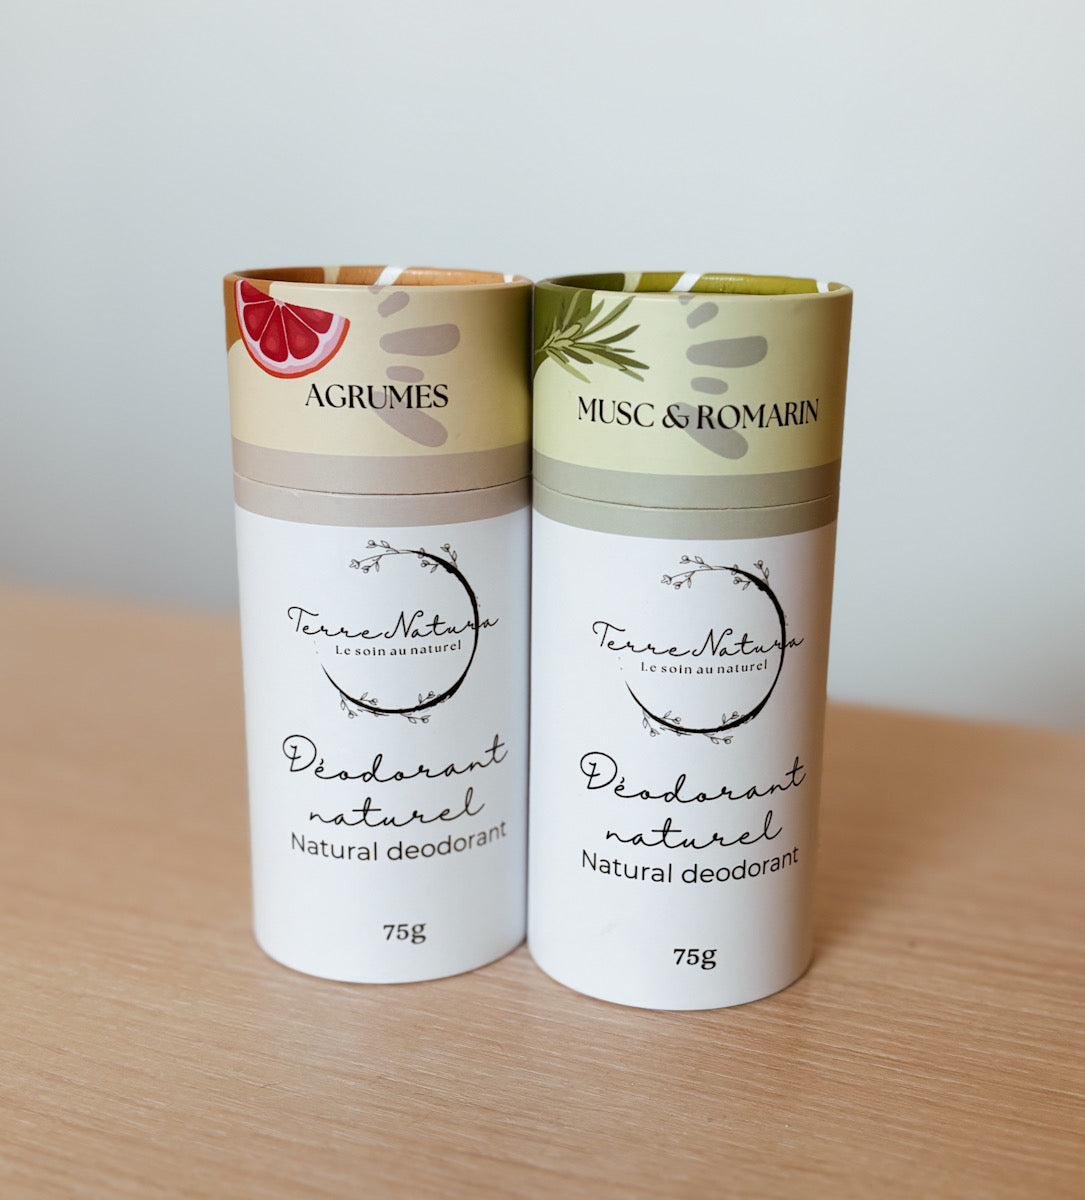 AGRUMES
Terre Natura
Le soin au naturel
Déodorant
naturel
Natural deodorant
75g
MUSC & ROMARIN
Terre Natura
Le soin au naturel
Déodorant
naturel
Natural deodorant
75g